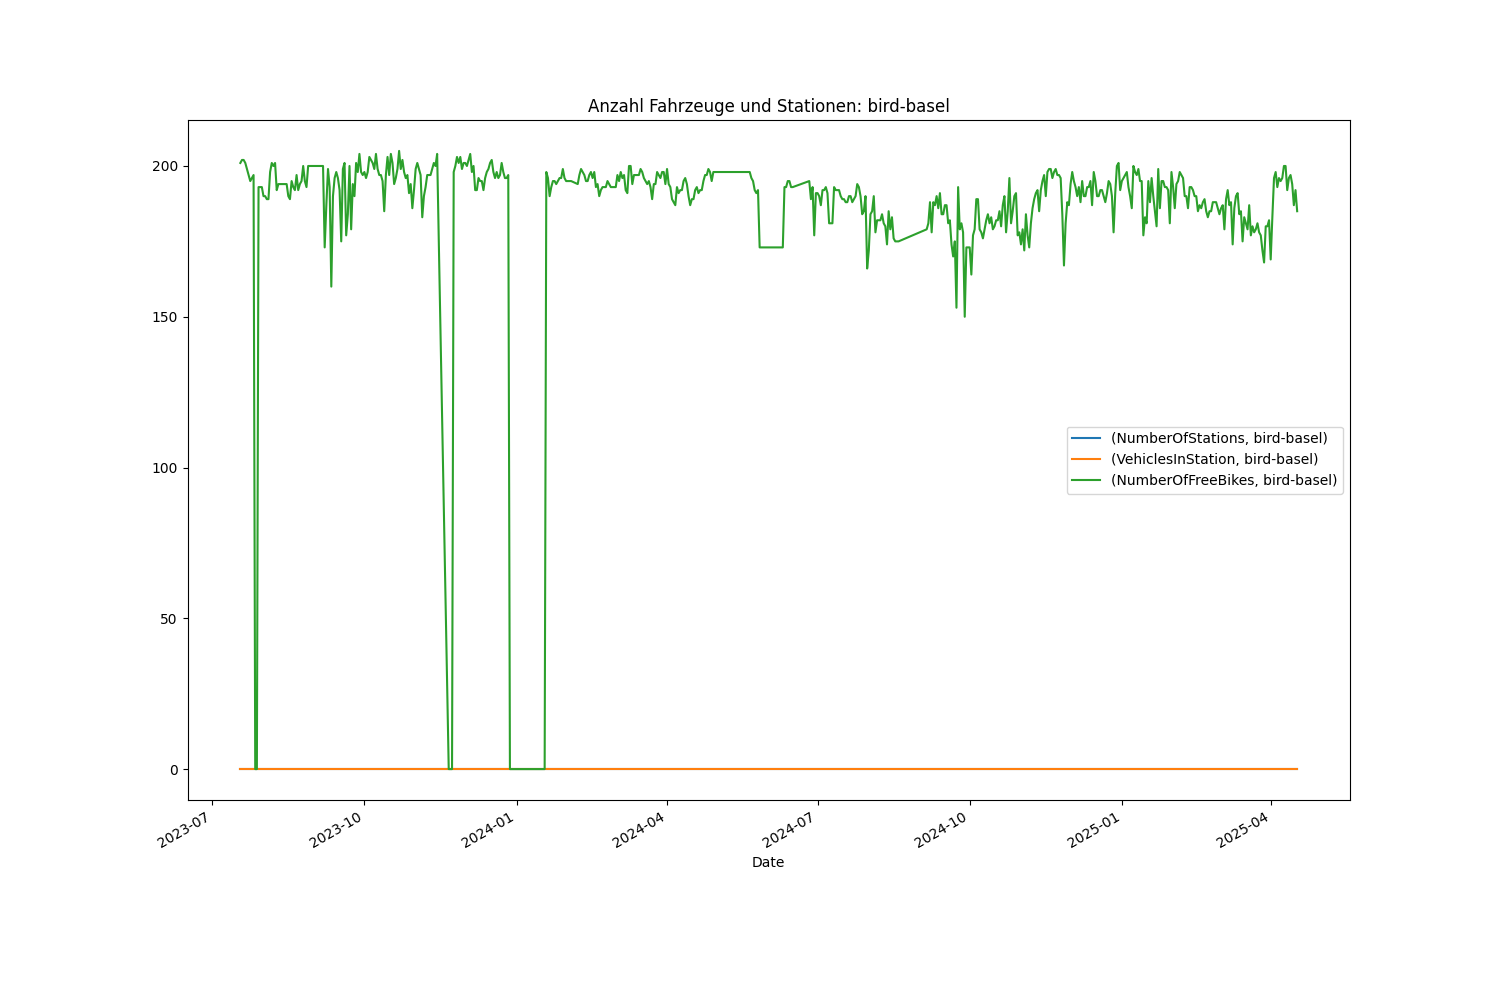 Anzahl Fahrzeuge und Stationen: bird-basel
200
150
100
50
0
(NumberOfStations, bird-basel)
(VehiclesInStation, bird-basel)
(NumberOfFreeBikes, bird-basel)
2023-07
2023-10
2024-01
2024-04
2024-07
2024-10
2025-01
2025-04
Date